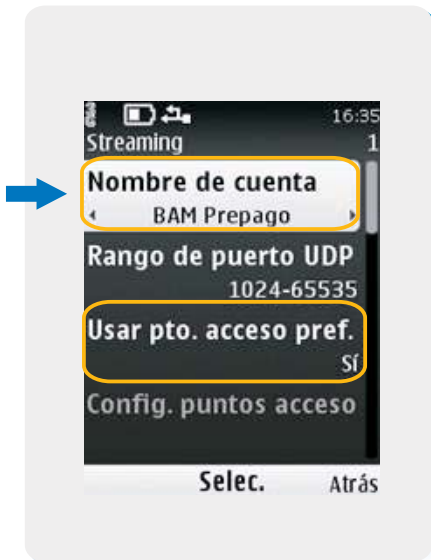 16:35
Streaming 1
Nombre de cuenta
BAM Prepago
Rango de puerto UDP
1024-65535
Usar pto. acceso pref.
Sí
Config. puntos acceso
Selec. Atrás